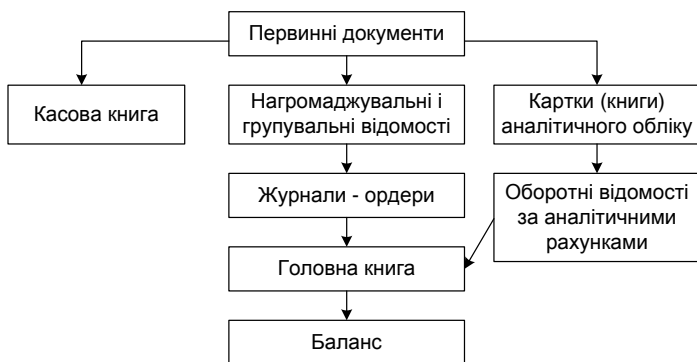 Первинні документи
Касова книга
Нагромаджувальні і
групувальні відомості
Картки (книги)
аналітичного обліку
Журнали - ордери
Оборотні відомості
за аналітичними
рахунками
Головна книга
Баланс